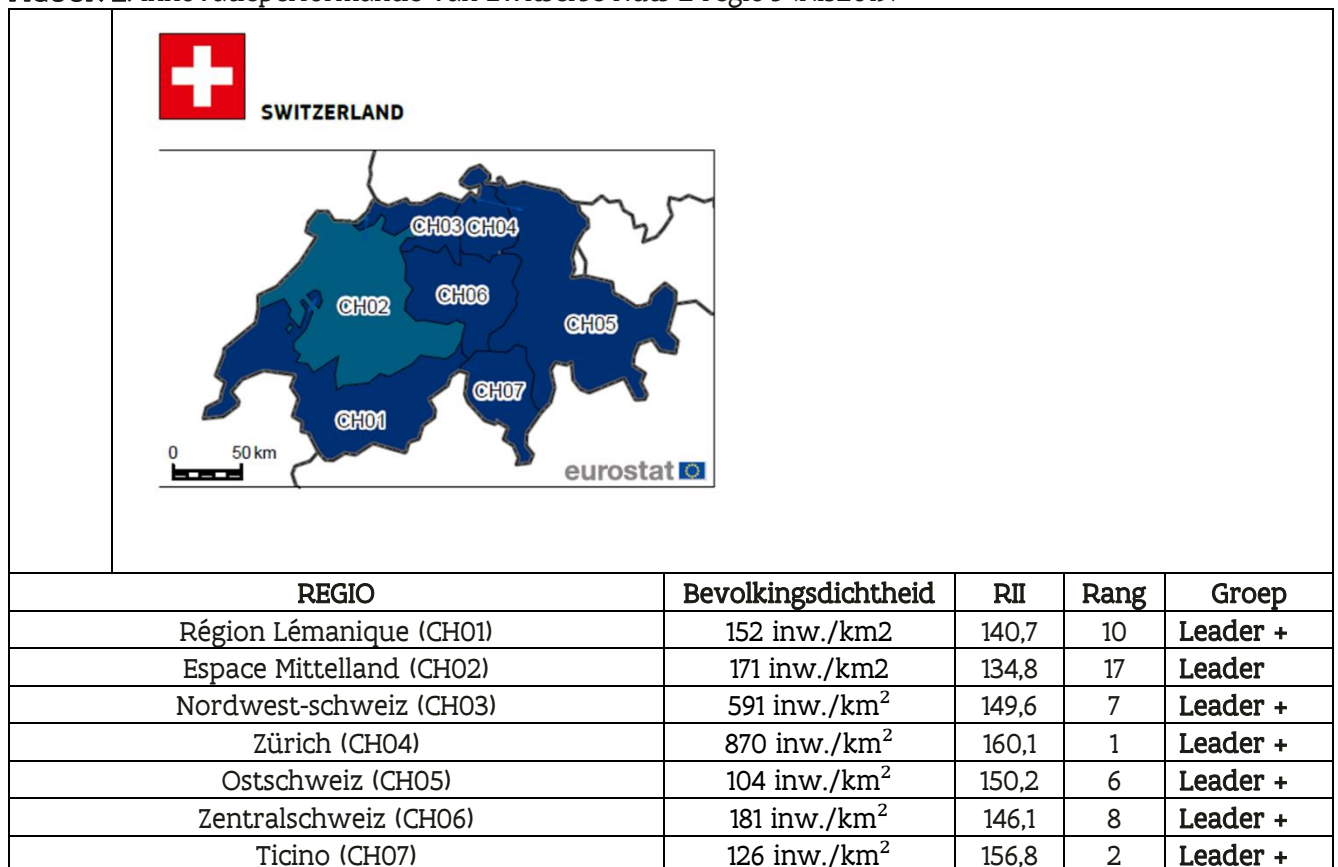 SWITZERLAND
CH03 CH04
CH02
CH06
CH05
CH07
CH01
0 50 km
eurostat
REGIO Bevolkingsdichtheid RII Rang Groep
Région Lémanique (CH01) 152 inw./km2 140,7 10 Leader +
Espace Mittelland (CH02) 171 inw./km2 134,8 17 Leader
Nordwest-schweiz (CH03) 591 inw./km² 149,6 7 Leader +
Zürich (CH04) 870 inw./km² 160,1 1 Leader +
Ostschweiz (CH05) 104 inw./km² 150,2 6 Leader +
Zentralschweiz (CH06) 181 inw./km² 146,1 8 Leader +
Ticino (CH07) 126 inw./km² 156,8 2 Leader +